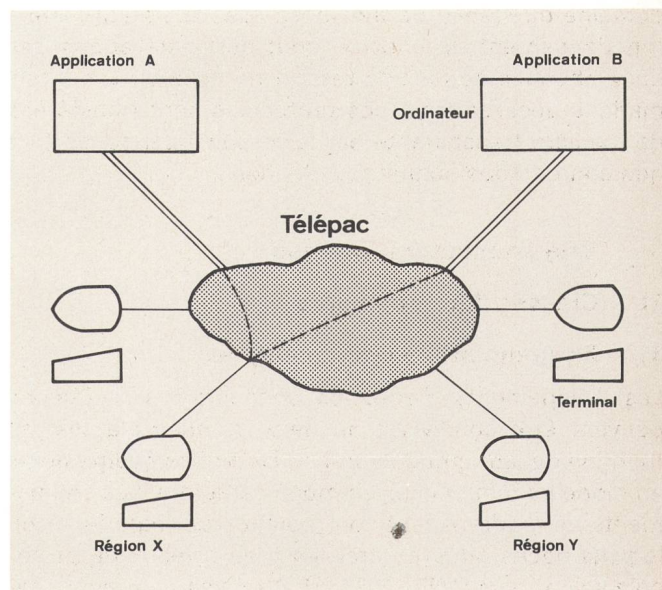 Application A
Application B
Ordinateur
Télépac
Terminal
Région X
Région Y